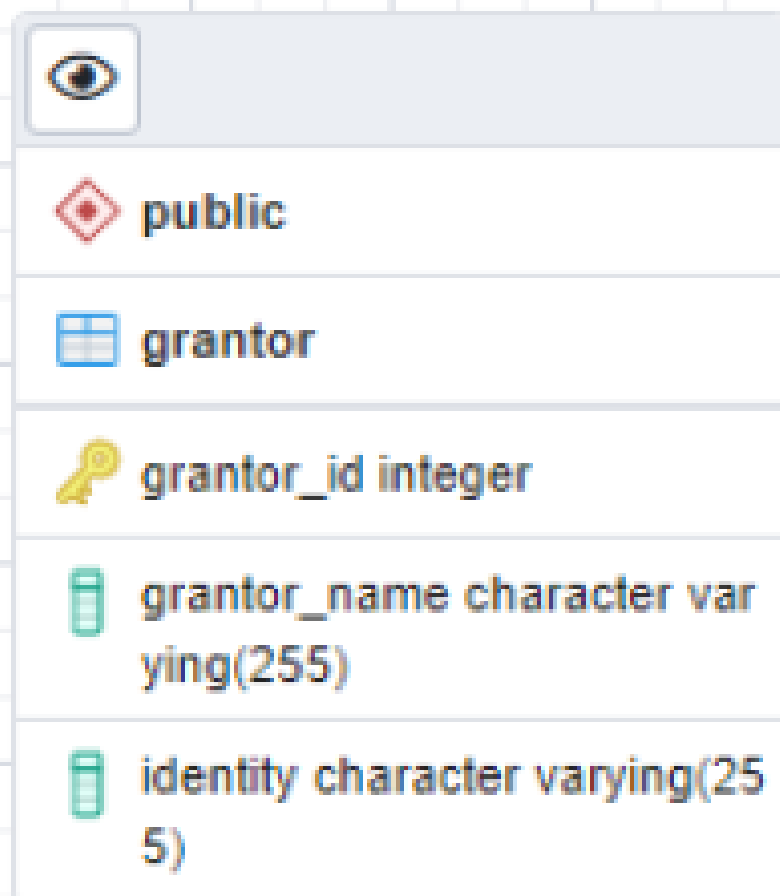 public
grantor
grantor_id integer
grantor_name character var
ying(255)
identity character varying(25
5)